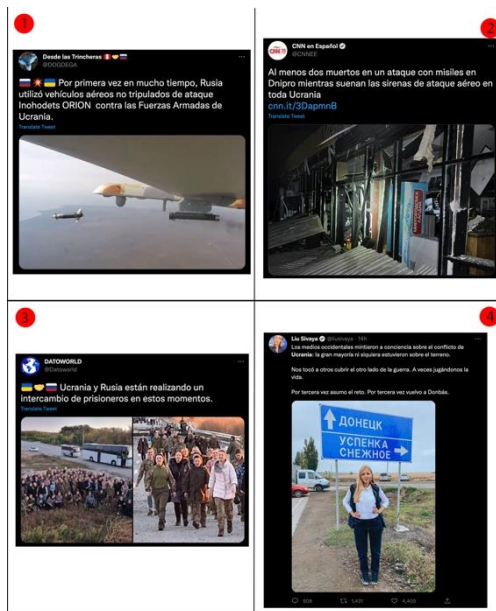 1
Desde las Trincheras
@DOGDEGA
🇷🇺💥🇺🇦 Por primera vez en mucho tiempo, Rusia
utilizó vehículos aéreos no tripulados de ataque
Inohodets ORION contra las Fuerzas Armadas de
Ucrania.
Translate Tweet
2
CNN en Español
@CNNEE
Al menos dos muertos en un ataque con misiles en
Dnipro mientras suenan las sirenas de ataque aéreo en
toda Ucrania
cnn.it/3DapmnB
Translate Tweet
3
DATOWORLD
@Datoworld
🇺🇦🤝🇷🇺 Ucrania y Rusia están realizando un
intercambio de prisioneros en estos momentos.
Translate Tweet
4
Liu Sivaya @liusivaya · 14h
Los medios occidentales mintieron a conciencia sobre el conflicto de
Ucrania: la gran mayoría ni siquiera estuvieron sobre el terreno.
Nos tocó a otros cubrir el otro lado de la guerra. A veces jugándonos la
vida.
Por tercera vez asumo el reto. Por tercera vez vuelvo a Donbás.
ДОНЕЦК
УСПЕНКА
СНЕЖНОЕ